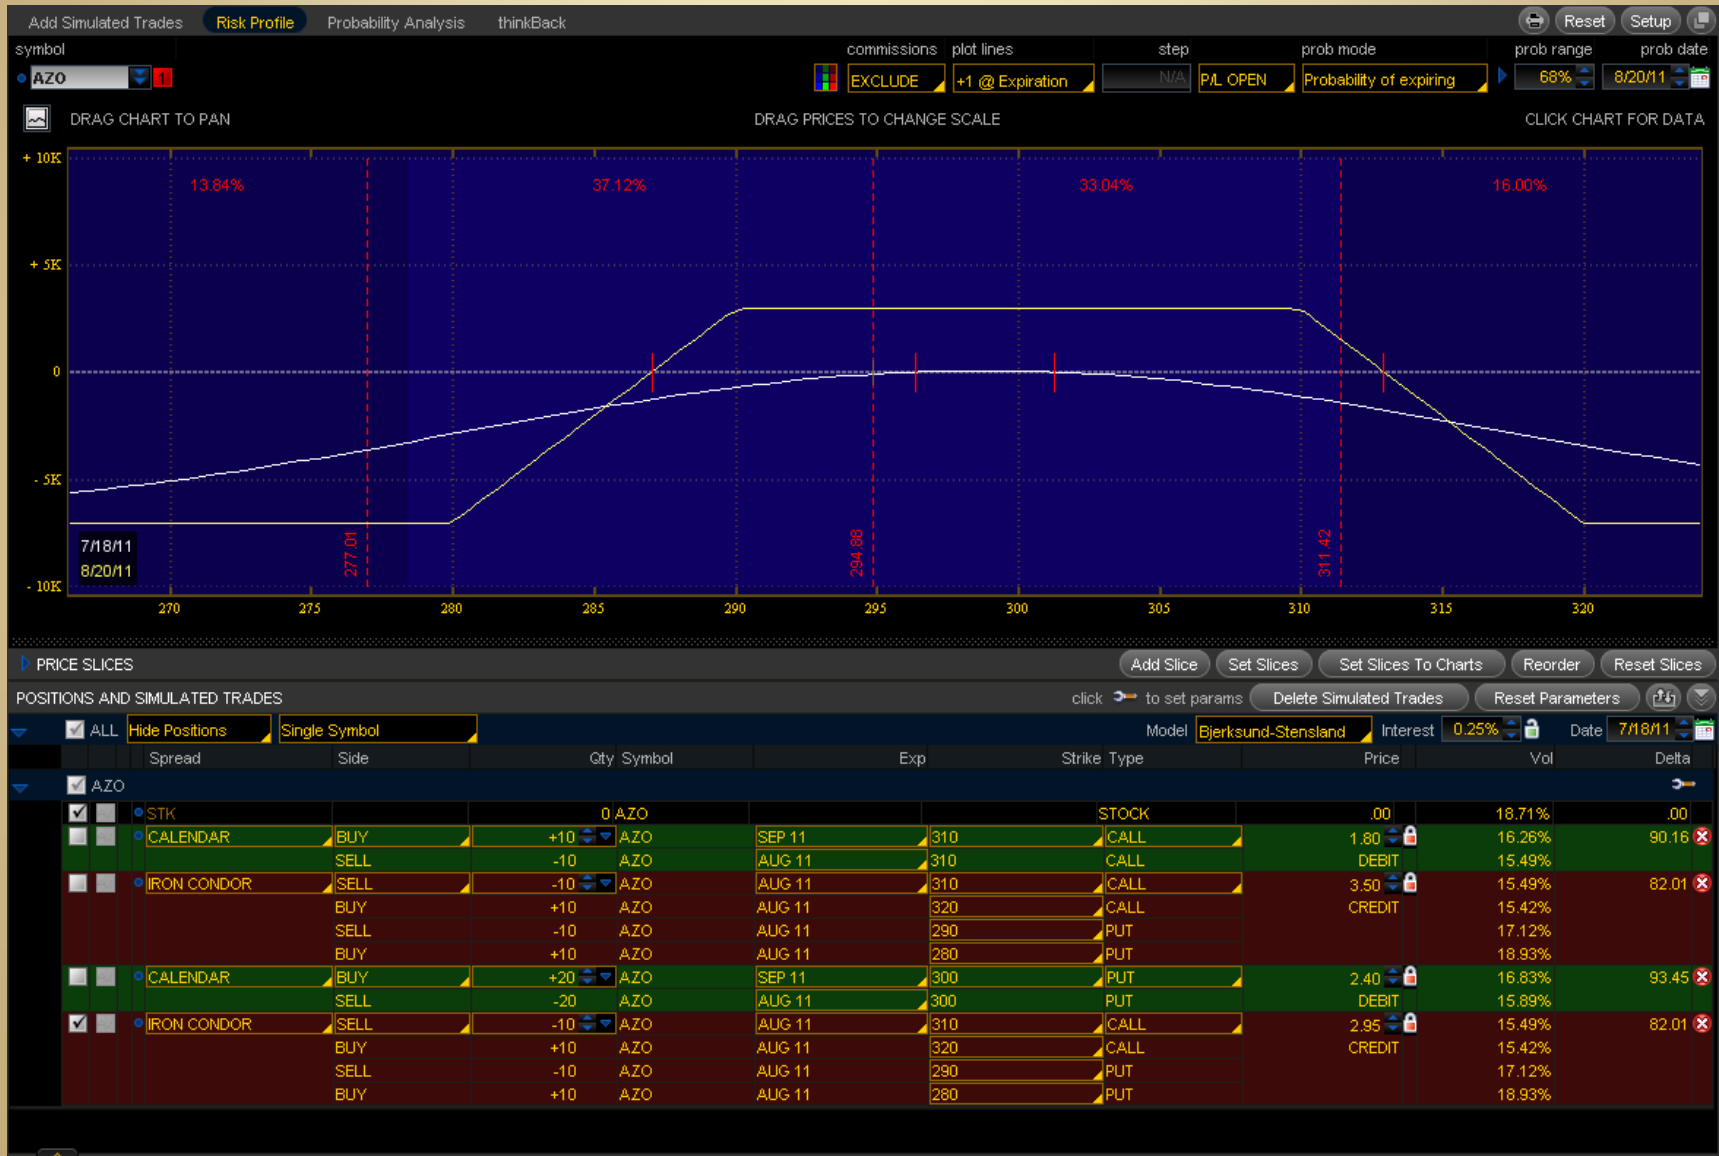 Add Simulated Trades Risk Profile Probability Analysis thinkBack Reset Setup
symbol commissions plot lines step prob mode prob range prob date
AZO 1 EXCLUDE +1 @ Expiration N/A P/L OPEN Probability of expiring 68% 8/20/11
DRAG CHART TO PAN DRAG PRICES TO CHANGE SCALE CLICK CHART FOR DATA
+ 10K
13.84% 37.12% 33.04% 16.00%
+ 5K
0
- 5K
7/18/11
8/20/11
277.01 294.88 311.42
- 10K
270 275 280 285 290 295 300 305 310 315 320
PRICE SLICES Add Slice Set Slices Set Slices To Charts Reorder Reset Slices
POSITIONS AND SIMULATED TRADES click to set params Delete Simulated Trades Reset Parameters
ALL Hide Positions Single Symbol Model Bjerksund-Stensland Interest 0.25% Date 7/18/11
Spread Side Qty Symbol Exp Strike Type Price Vol Delta
AZO
STK 0 AZO STOCK .00 18.71% .00
CALENDAR BUY +10 AZO SEP 11 310 CALL 1.80 16.26% 90.16
SELL -10 AZO AUG 11 310 CALL DEBIT 15.49%
IRON CONDOR SELL -10 AZO AUG 11 310 CALL 3.50 15.49% 82.01
BUY +10 AZO AUG 11 320 CALL CREDIT 15.42%
SELL -10 AZO AUG 11 290 PUT 17.12%
BUY +10 AZO AUG 11 280 PUT 18.93%
CALENDAR BUY +20 AZO SEP 11 300 PUT 2.40 16.83% 93.45
SELL -20 AZO AUG 11 300 PUT DEBIT 15.89%
IRON CONDOR SELL -10 AZO AUG 11 310 CALL 2.95 15.49% 82.01
BUY +10 AZO AUG 11 320 CALL CREDIT 15.42%
SELL -10 AZO AUG 11 290 PUT 17.12%
BUY +10 AZO AUG 11 280 PUT 18.93%